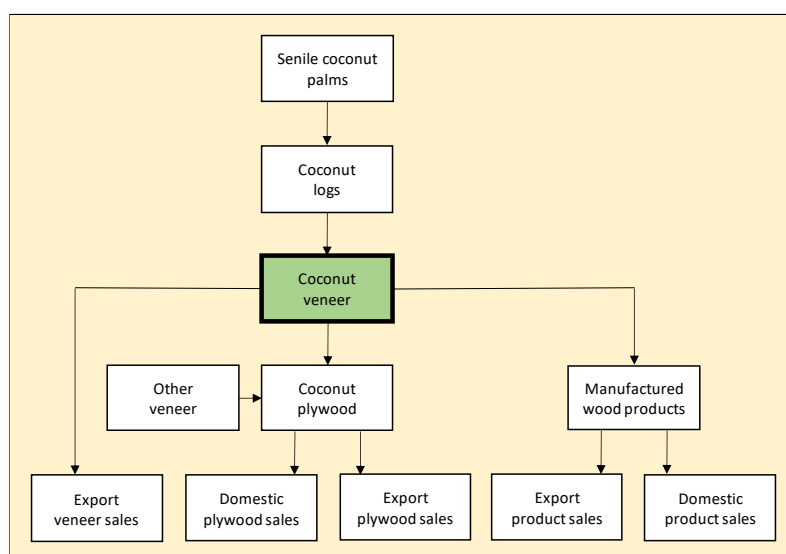 Senile coconut
palms
Coconut
logs
Coconut
veneer
Other
veneer
Coconut
plywood
Manufactured
wood products
Export
veneer sales
Domestic
plywood sales
Export
plywood sales
Export
product sales
Domestic
product sales